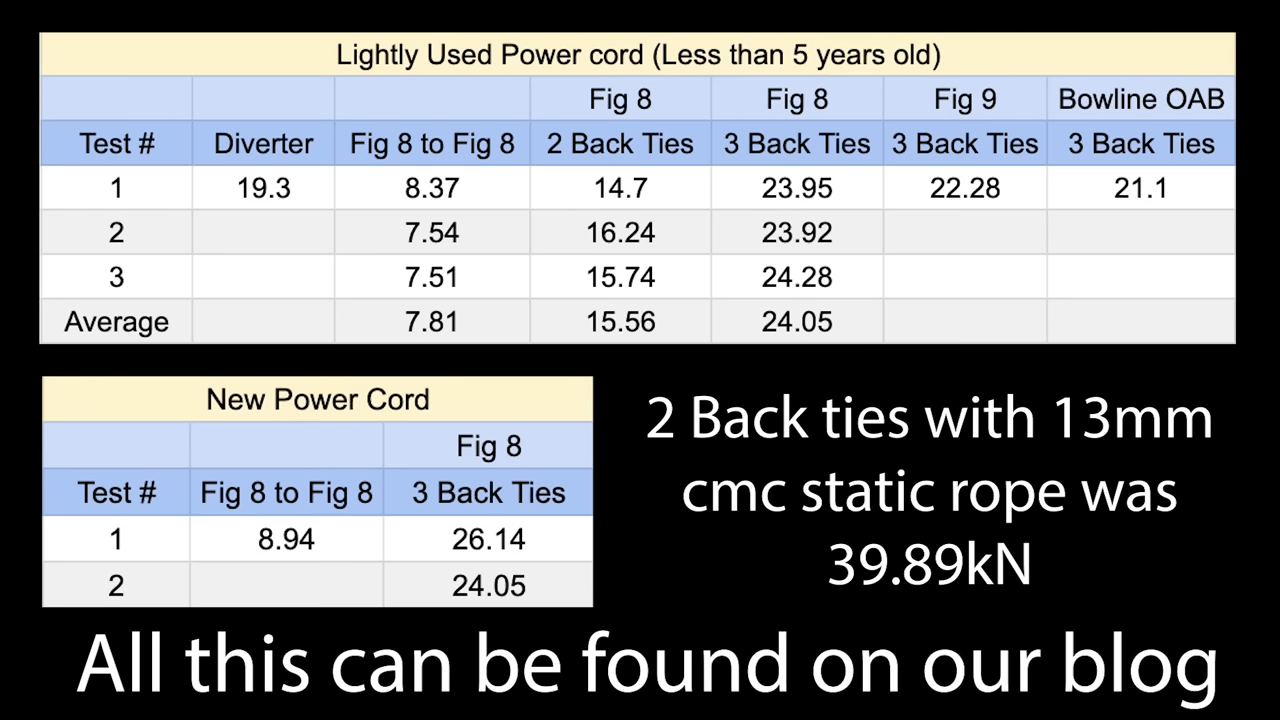 Lightly Used Power cord (Less than 5 years old)
Fig 8 Fig 8 Fig 9 Bowline OAB
Test # Diverter Fig 8 to Fig 8 2 Back Ties 3 Back Ties 3 Back Ties 3 Back Ties
1 19.3 8.37 14.7 23.95 22.28 21.1
2 7.54 16.24 23.92
3 7.51 15.74 24.28
Average 7.81 15.56 24.05
New Power Cord
Fig 8
Test # Fig 8 to Fig 8 3 Back Ties
1 8.94 26.14
2 24.05
2 Back ties with 13mm
cmc static rope was
39.89kN
All this can be found on our blog